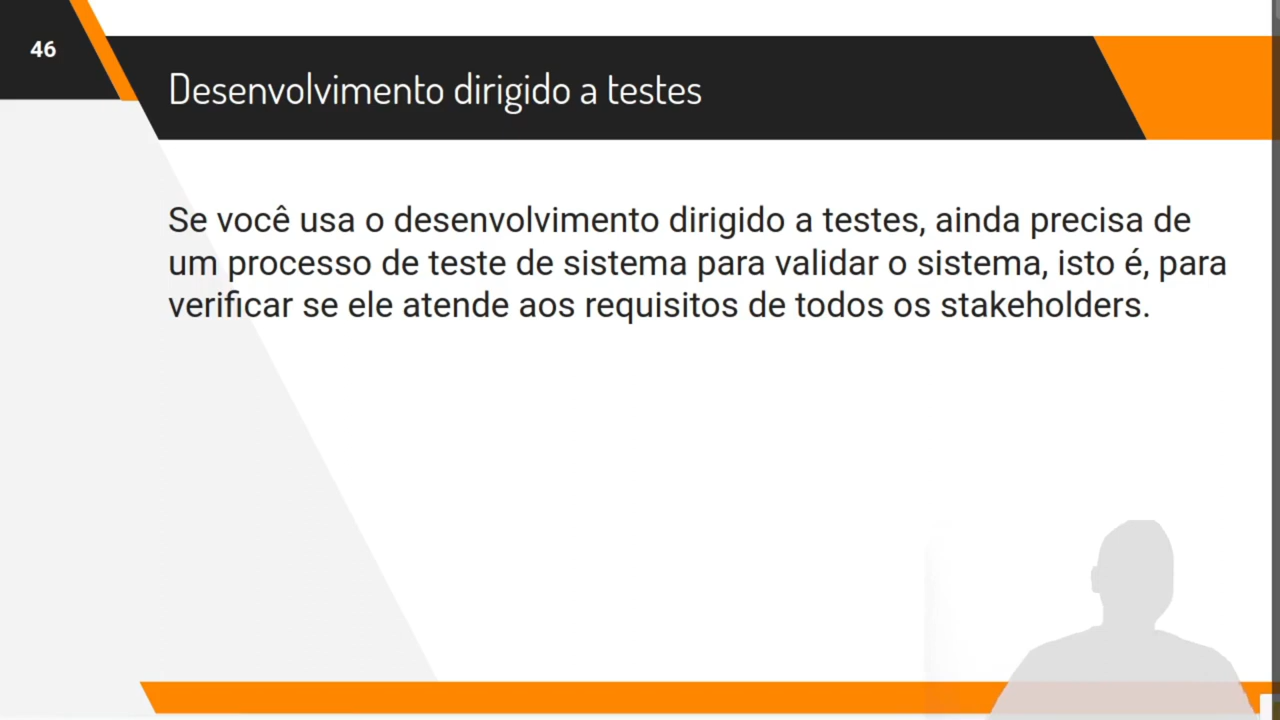 46
Desenvolvimento dirigido a testes
Se você usa o desenvolvimento dirigido a testes, ainda precisa de
um processo de teste de sistema para validar o sistema, isto é, para
verificar se ele atende aos requisitos de todos os stakeholders.